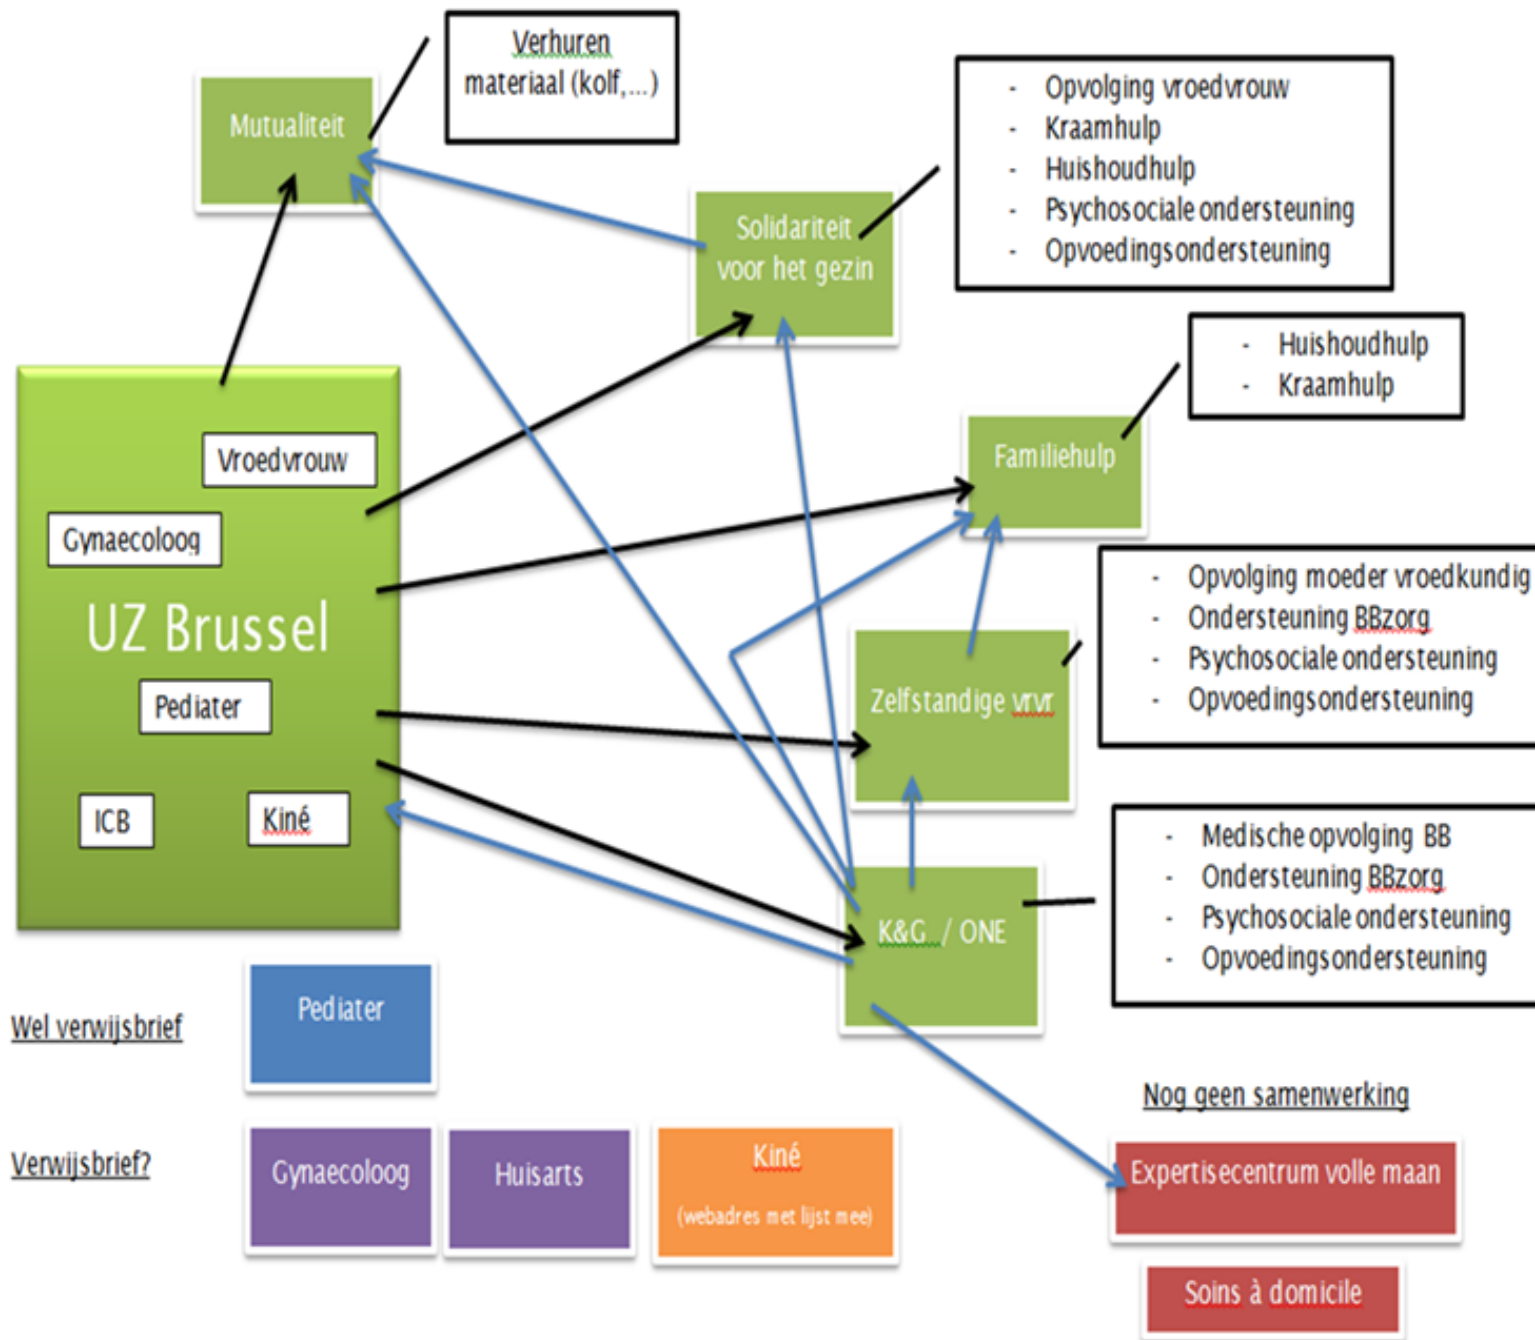 Verhuren
materiaal (kolf,...)
Mutualiteit
- Opvolging vroedvrouw
- Kraamhulp
- Huishoudhulp
- Psychosociale ondersteuning
- Opvoedingsondersteuning
Solidariteit
voor het gezin
- Huishoudhulp
- Kraamhulp
Familiehulp
Vroedvrouw
Gynaecoloog
UZ Brussel
Pediater
ICB
Kiné
- Opvolging moeder vroedkundig
- Ondersteuning BBzorg
- Psychosociale ondersteuning
- Opvoedingsondersteuning
Zelfstandige vrvr
- Medische opvolging BB
- Ondersteuning BBzorg
- Psychosociale ondersteuning
- Opvoedingsondersteuning
K&G / ONE
Wel verwijsbrief
Pediater
Verwijsbrief?
Gynaecoloog
Huisarts
Kiné
(webadres met lijst mee)
Nog geen samenwerking
Expertisecentrum volle maan
Soins à domicile